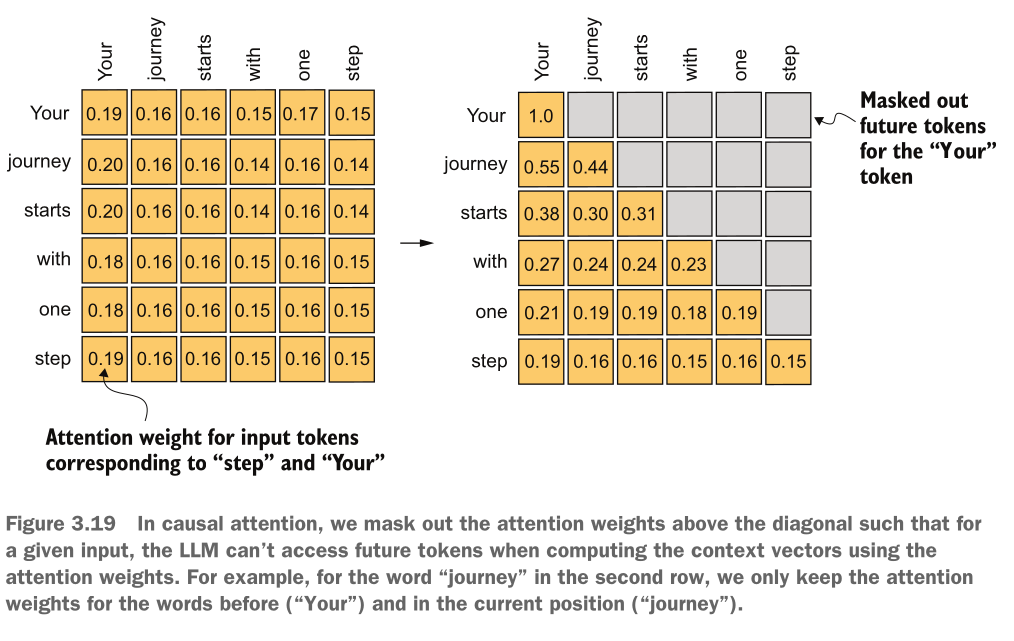 Your journey starts with one step
Your 0.19 0.16 0.16 0.15 0.17 0.15
journey 0.20 0.16 0.16 0.14 0.16 0.14
starts 0.20 0.16 0.16 0.14 0.16 0.14
with 0.18 0.16 0.16 0.15 0.16 0.15
one 0.18 0.16 0.16 0.15 0.16 0.15
step 0.19 0.16 0.16 0.15 0.16 0.15
Attention weight for input tokens
corresponding to “step” and “Your”
Your journey starts with one step
Your 1.0
journey 0.55 0.44
starts 0.38 0.30 0.31
with 0.27 0.24 0.24 0.23
one 0.21 0.19 0.19 0.18 0.19
step 0.19 0.16 0.16 0.15 0.16 0.15
Masked out
future tokens
for the “Your”
token
Figure 3.19 In causal attention, we mask out the attention weights above the diagonal such that for
a given input, the LLM can’t access future tokens when computing the context vectors using the
attention weights. For example, for the word “journey” in the second row, we only keep the attention
weights for the words before (“Your”) and in the current position (“journey”).